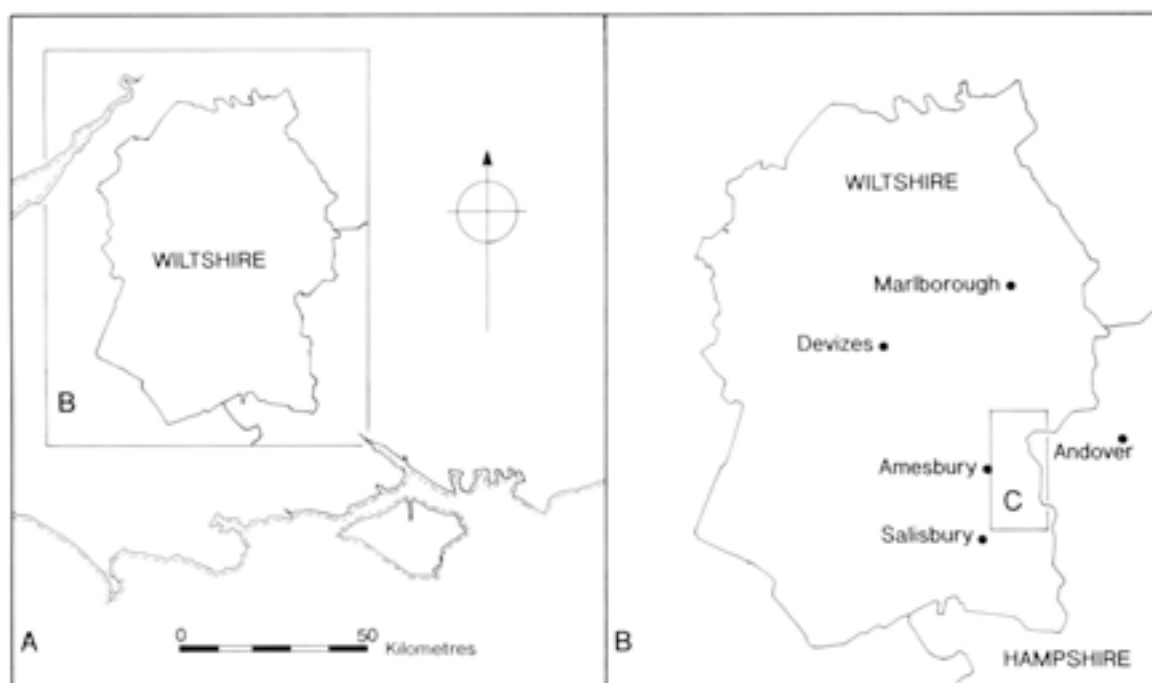 WILTSHIRE
B
A
0 50
Kilometres
WILTSHIRE
Marlborough
Devizes
Andover
Amesbury
C
Salisbury
B
HAMPSHIRE